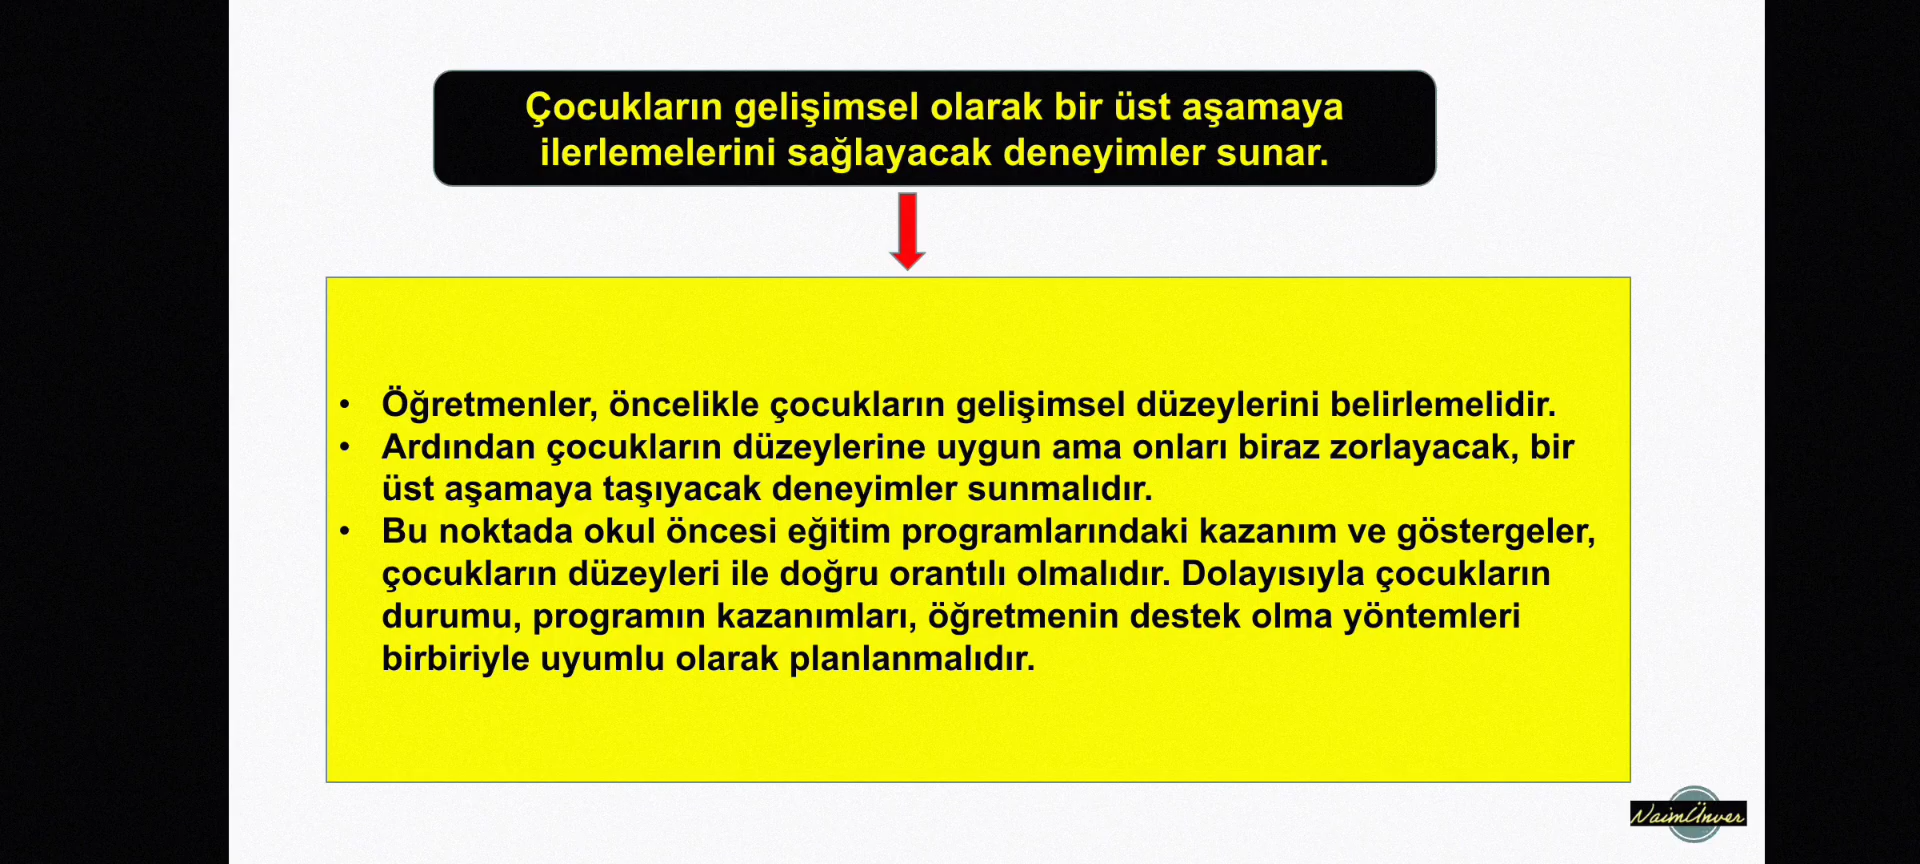 Çocukların gelişimsel olarak bir üst aşamaya
ilerlemelerini sağlayacak deneyimler sunar.
• Öğretmenler, öncelikle çocukların gelişimsel düzeylerini belirlemelidir.
• Ardından çocukların düzeylerine uygun ama onları biraz zorlayacak, bir
üst aşamaya taşıyacak deneyimler sunmalıdır.
• Bu noktada okul öncesi eğitim programlarındaki kazanım ve göstergeler,
çocukların düzeyleri ile doğru orantılı olmalıdır. Dolayısıyla çocukların
durumu, programın kazanımları, öğretmenin destek olma yöntemleri
birbiriyle uyumlu olarak planlanmalıdır.
NaimÜnver